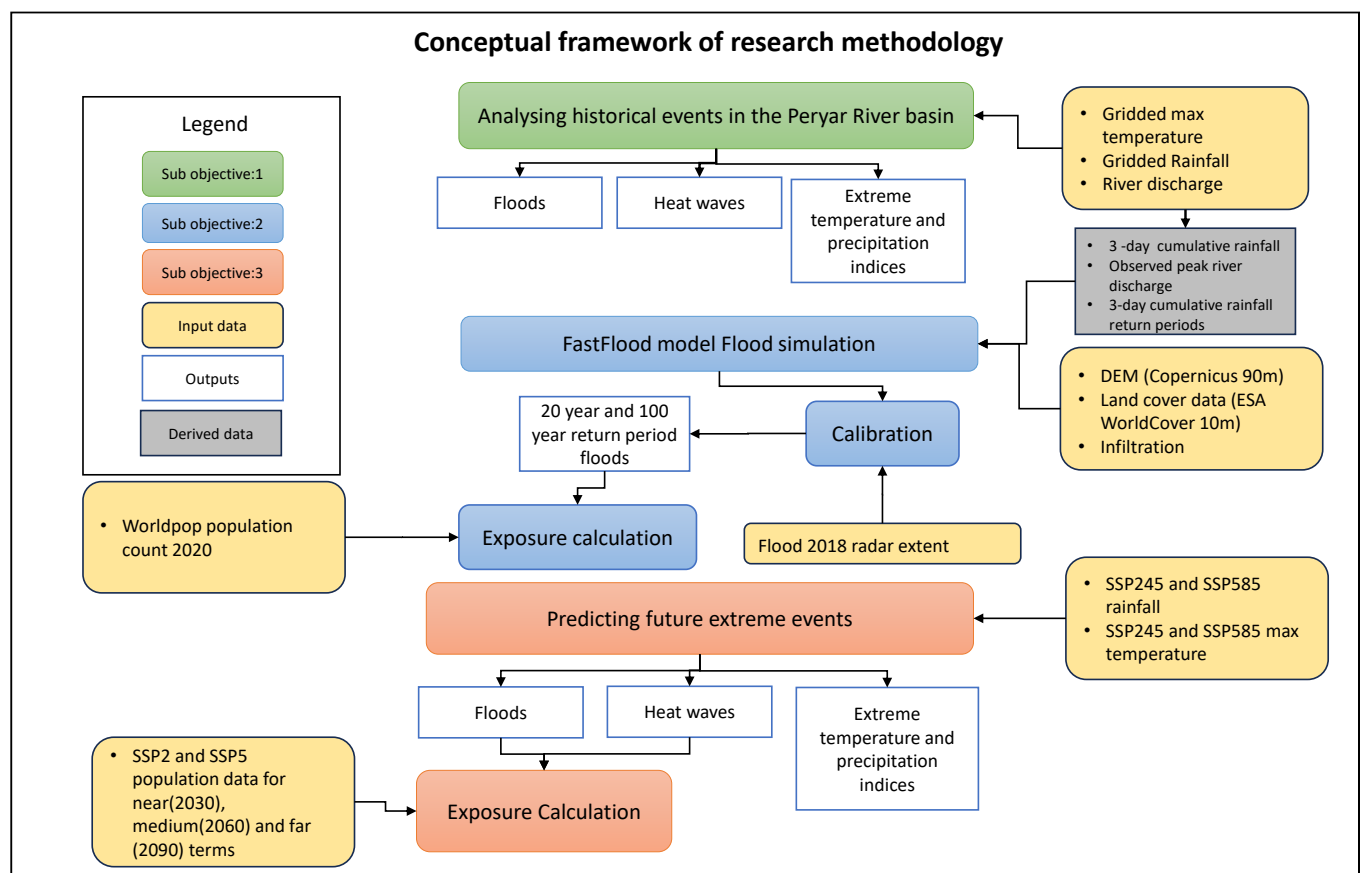 Conceptual framework of research methodology
Legend
Sub objective:1
Sub objective:2
Sub objective:3
Input data
Outputs
Derived data
Analysing historical events in the Peryar River basin
• Gridded max
temperature
• Gridded Rainfall
• River discharge
Floods
Heat waves
Extreme
temperature and
precipitation
indices
• 3 -day cumulative rainfall
• Observed peak river
discharge
• 3-day cumulative rainfall
return periods
FastFlood model Flood simulation
• DEM (Copernicus 90m)
• Land cover data (ESA
WorldCover 10m)
• Infiltration
20 year and 100
year return period
floods
Calibration
• Worldpop population
count 2020
Exposure calculation
Flood 2018 radar extent
Predicting future extreme events
• SSP245 and SSP585
rainfall
• SSP245 and SSP585 max
temperature
Floods
Heat waves
Extreme
temperature and
precipitation
indices
• SSP2 and SSP5
population data for
near(2030),
medium(2060) and far
(2090) terms
Exposure Calculation